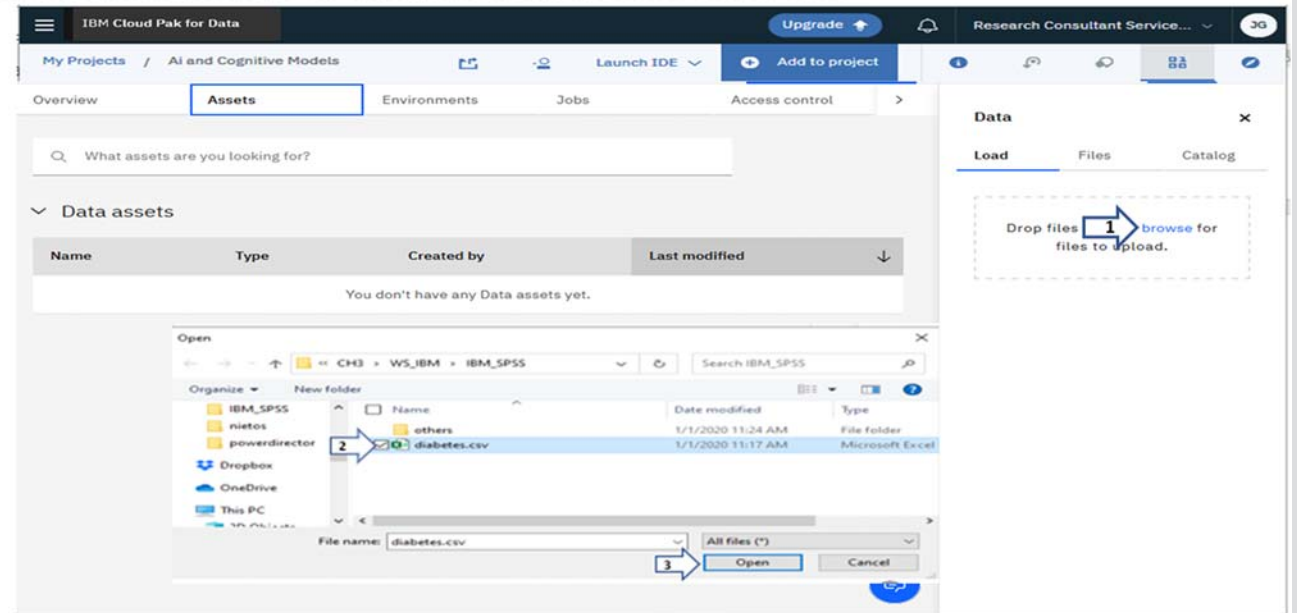 IBM Cloud Pak for Data Upgrade Research Consultant Service... JG
My Projects / Ai and Cognitive Models Launch IDE Add to project
Overview Assets Environments Jobs Access control >
Data ×
Load Files Catalog
What assets are you looking for?
Drop files 1 browse for
files to upload.
Data assets
Name Type Created by Last modified
You don't have any Data assets yet.
Open
« CH3 > WS_IBM > IBM_SPSS Search IBM_SPSS
Organize New folder
IBM_SPSS Name Date modified Type
nietos others 1/1/2020 11:24 AM File folder
powerdirector 2 diabetes.csv 1/1/2020 11:17 AM Microsoft Excel
Dropbox
OneDrive
This PC
File name: diabetes.csv All files (*)
3 Open Cancel